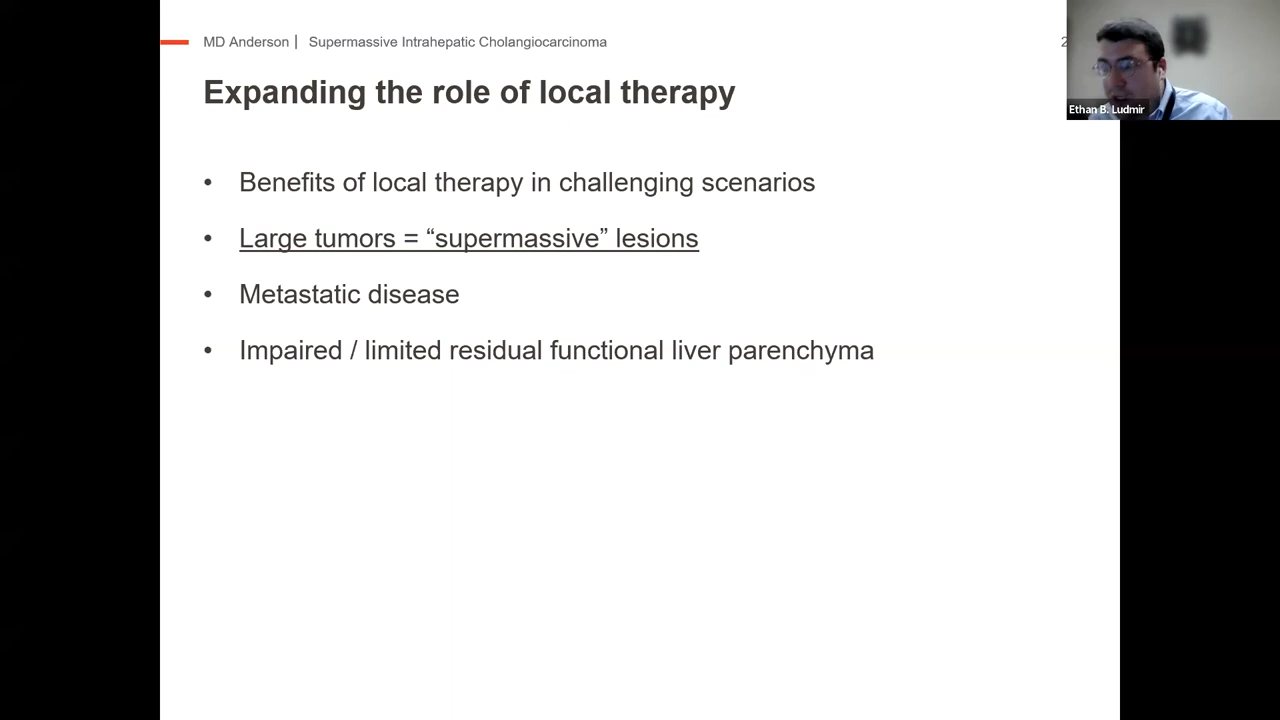 MD Anderson | Supermassive Intrahepatic Cholangiocarcinoma
2
Expanding the role of local therapy
• Benefits of local therapy in challenging scenarios
• Large tumors = “supermassive” lesions
• Metastatic disease
• Impaired / limited residual functional liver parenchyma
Ethan B. Ludmir